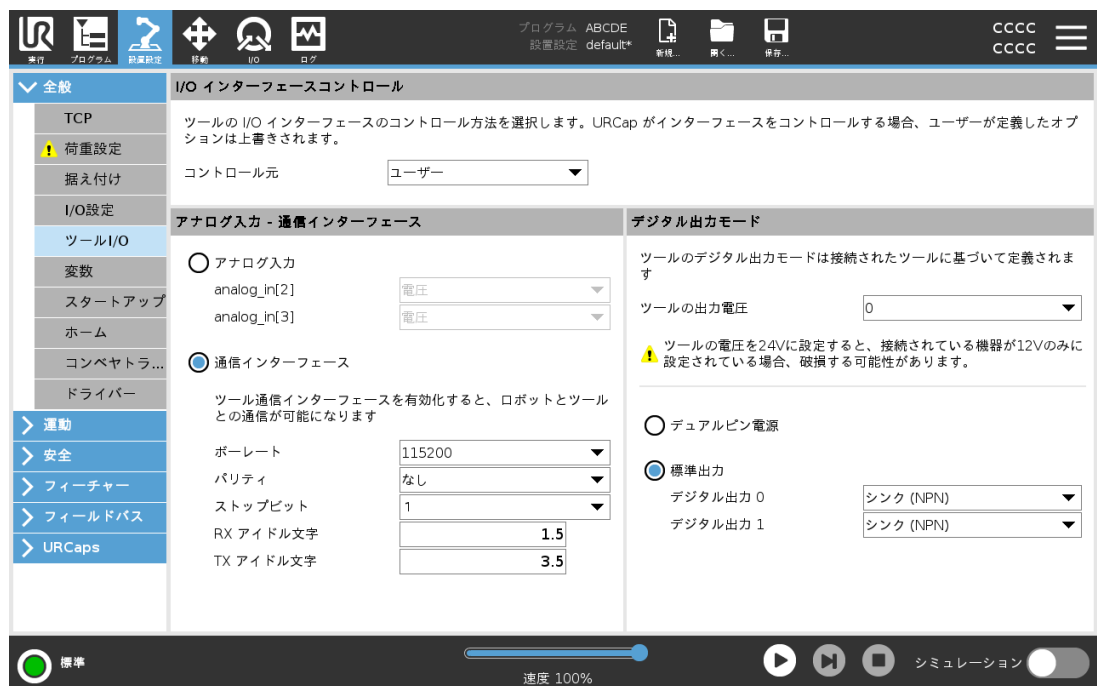 UR
実行
プログラム
設置設定
移動
I/O
ログ
プログラム ABCDE
設置設定 default*
新規...
開く...
保存...
CCCC
CCCC
全般
TCP
荷重設定
据え付け
I/O設定
ツールI/O
変数
スタートアップ
ホーム
コンベヤトラ...
ドライバー
運動
安全
フィーチャー
フィールドバス
URCaps
I/O インターフェースコントロール
ツールの I/O インターフェースのコントロール方法を選択します。URCap がインターフェースをコントロールする場合、ユーザーが定義したオプ
ションは上書きされます。
コントロール元 ユーザー
アナログ入力 - 通信インターフェース
アナログ入力
analog_in[2] 電圧
analog_in[3] 電圧
通信インターフェース
ツール通信インターフェースを有効化すると、ロボットとツール
との通信が可能になります
ボーレート 115200
パリティ なし
ストップビット 1
RX アイドル文字 1.5
TX アイドル文字 3.5
デジタル出力モード
ツールのデジタル出力モードは接続されたツールに基づいて定義されま
す
ツールの出力電圧 0
ツールの電圧を24Vに設定すると、接続されている機器が12Vのみに
設定されている場合、破損する可能性があります。
デュアルピン電源
標準出力
デジタル出力 0 シンク (NPN)
デジタル出力 1 シンク (NPN)
標準
速度 100%
シミュレーション